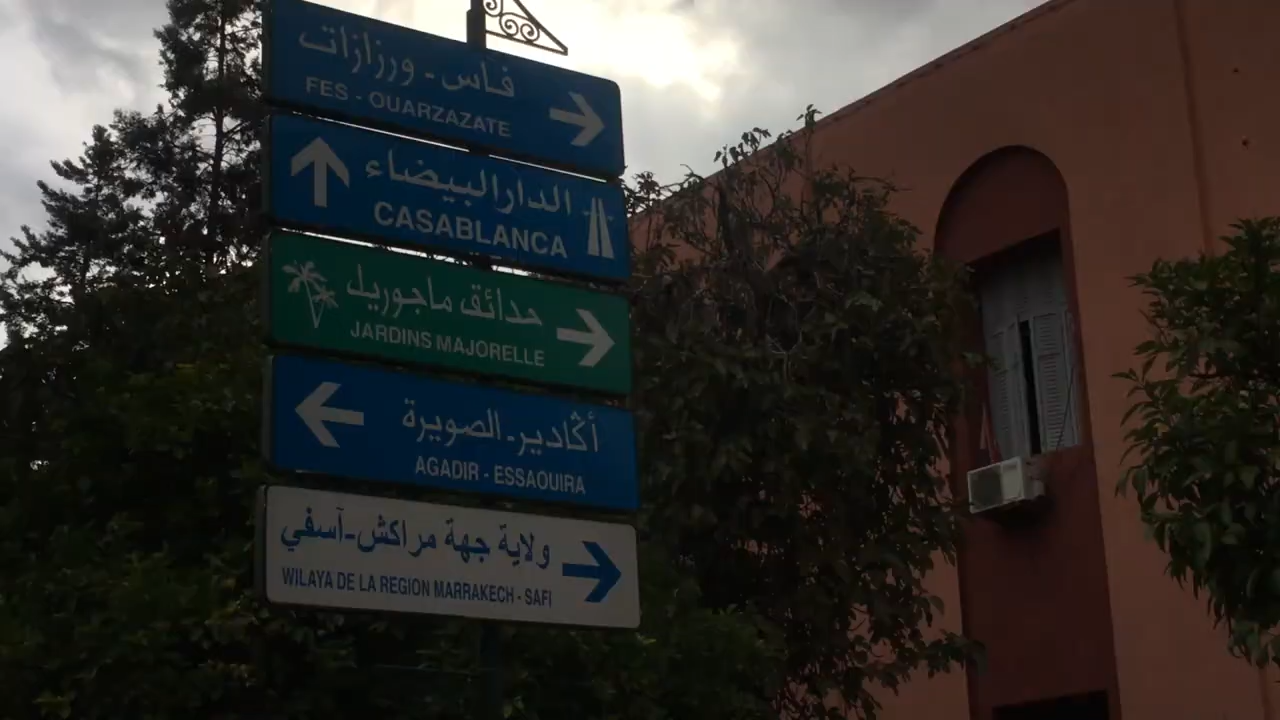 فاس - ورزازات
FES - OUARZAZATE
الدارالبيضاء
CASABLANCA
حدائق ماجوريل
JARDINS MAJORELLE
أڭادير - الصويرة
AGADIR - ESSAOUIRA
ولاية جهة مراكش-آسفي
WILAYA DE LA REGION MARRAKECH - SAFI